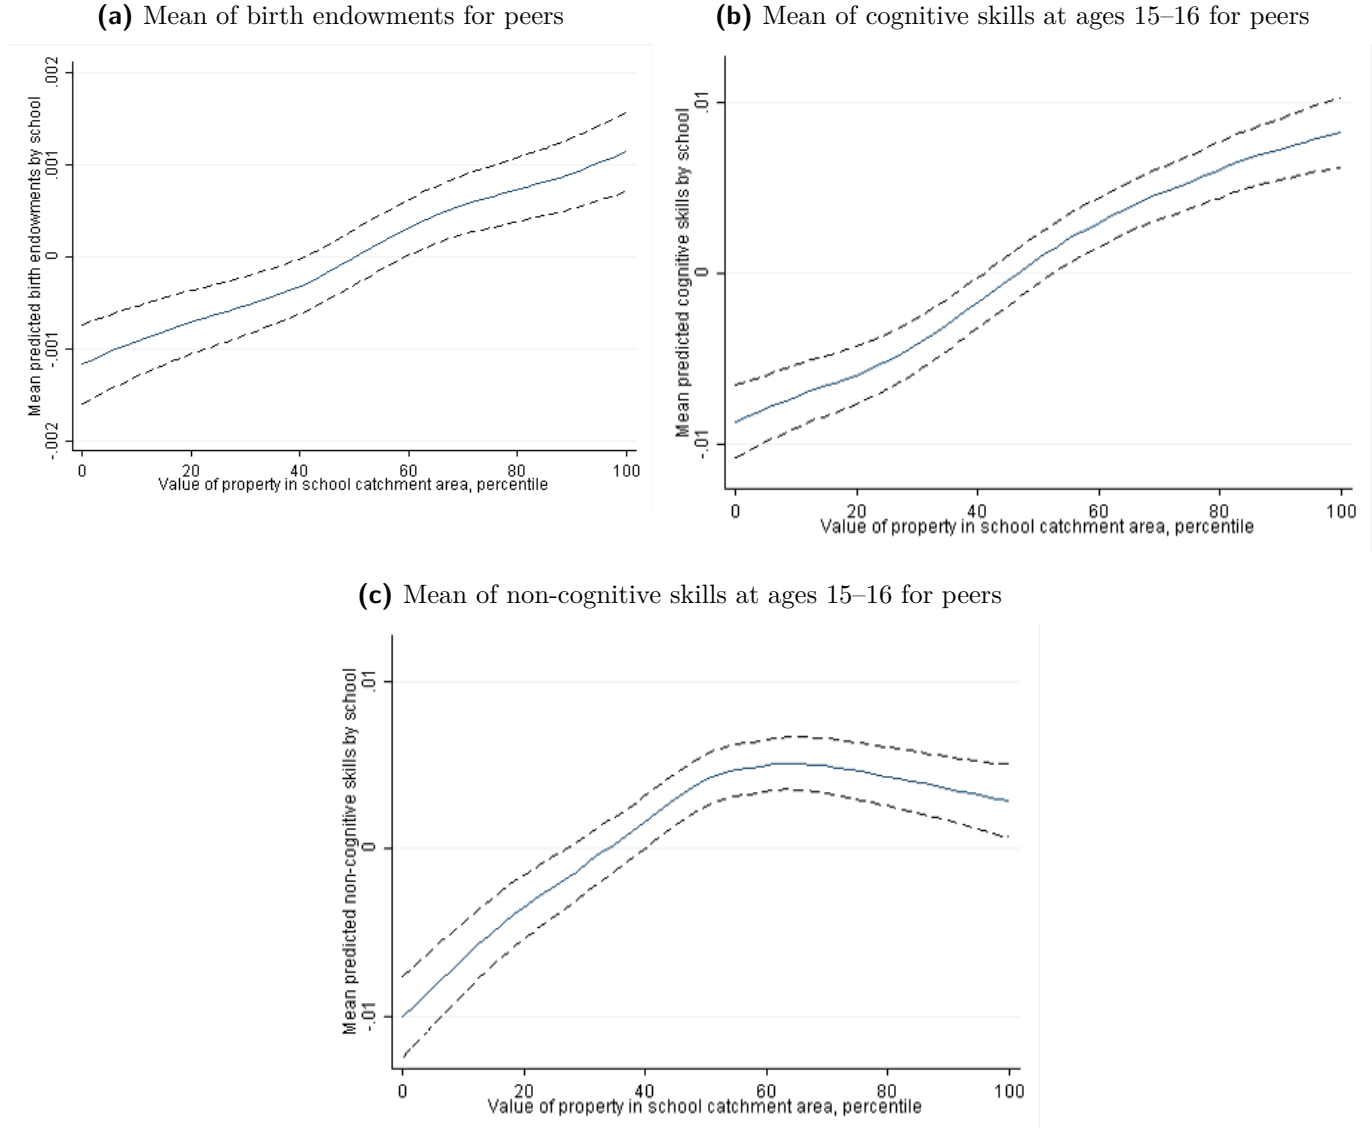 (a) Mean of birth endowments for peers
Mean predicted birth endowments by school
.002
.001
0
-.001
-.002
0 20 40 60 80 100
Value of property in school catchment area, percentile
(b) Mean of cognitive skills at ages 15–16 for peers
Mean predicted cognitive skills by school
.01
0
-.01
0 20 40 60 80 100
Value of property in school catchment area, percentile
(c) Mean of non-cognitive skills at ages 15–16 for peers
Mean predicted non-cognitive skills by school
.01
0
-.01
0 20 40 60 80 100
Value of property in school catchment area, percentile